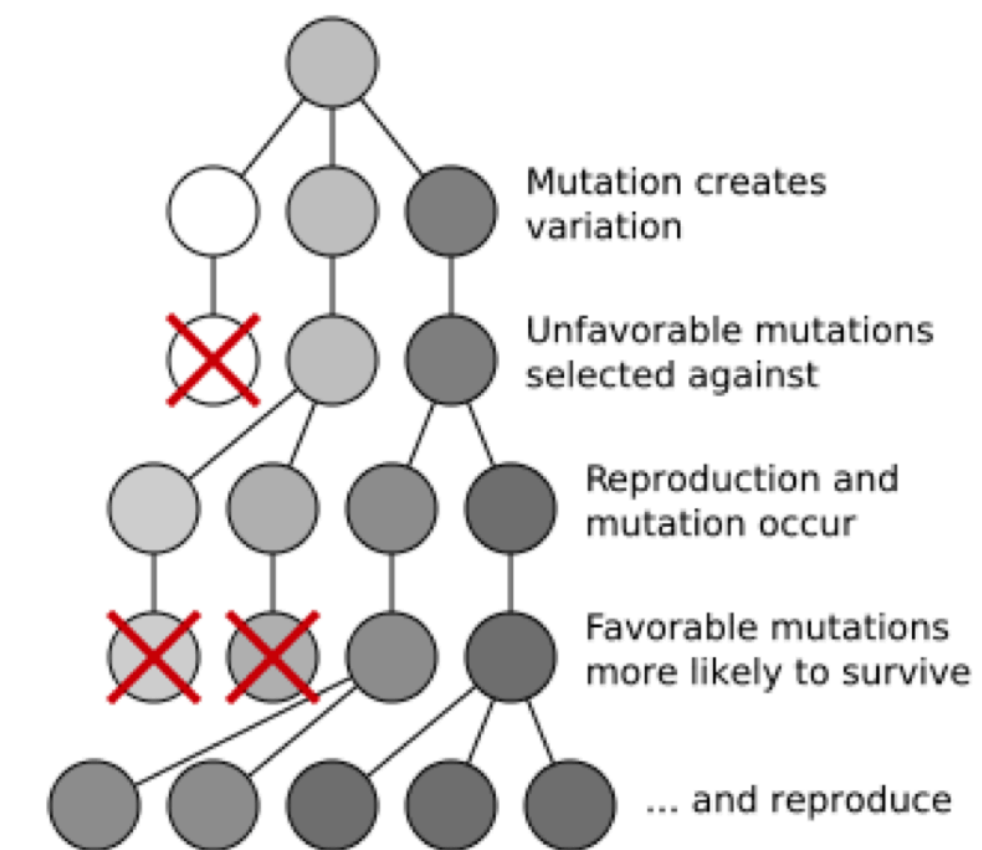 Mutation creates
variation
Unfavorable mutations
selected against
Reproduction and
mutation occur
Favorable mutations
more likely to survive
... and reproduce